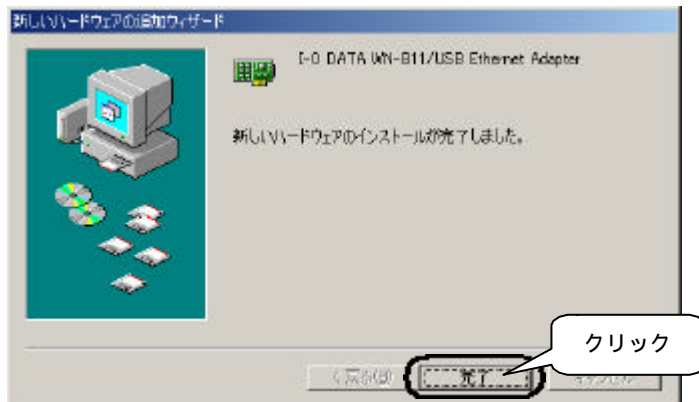 新しいハードウェアの追加ウィザード
I-O DATA WN-B11/USB Ethernet Adapter
新しいハードウェアのインストールが完了しました。
クリック
< 戻る(B)
完了
キャンセル